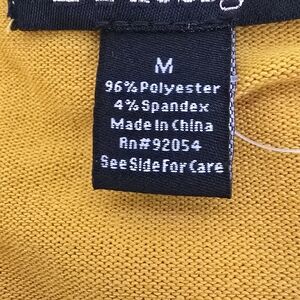 M
96% Polyester
4% Spandex
Made in China
Rn#92054
See Side For Care